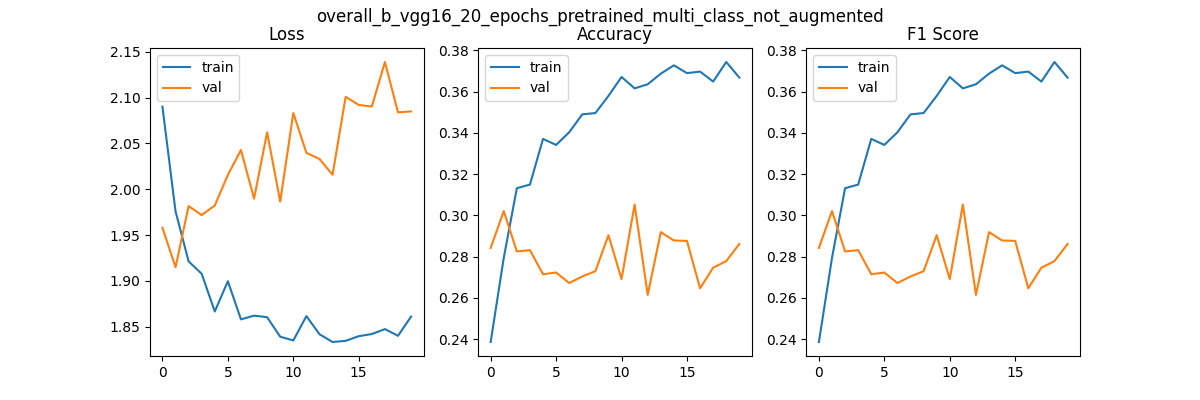 overall_b_vgg16_20_epochs_pretrained_multi_class_not_augmented
Loss
2.15
2.10
2.05
2.00
1.95
1.90
1.85
0 5 10 15
train
val
Accuracy
0.38
0.36
0.34
0.32
0.30
0.28
0.26
0.24
0 5 10 15
train
val
F1 Score
0.38
0.36
0.34
0.32
0.30
0.28
0.26
0.24
0 5 10 15
train
val